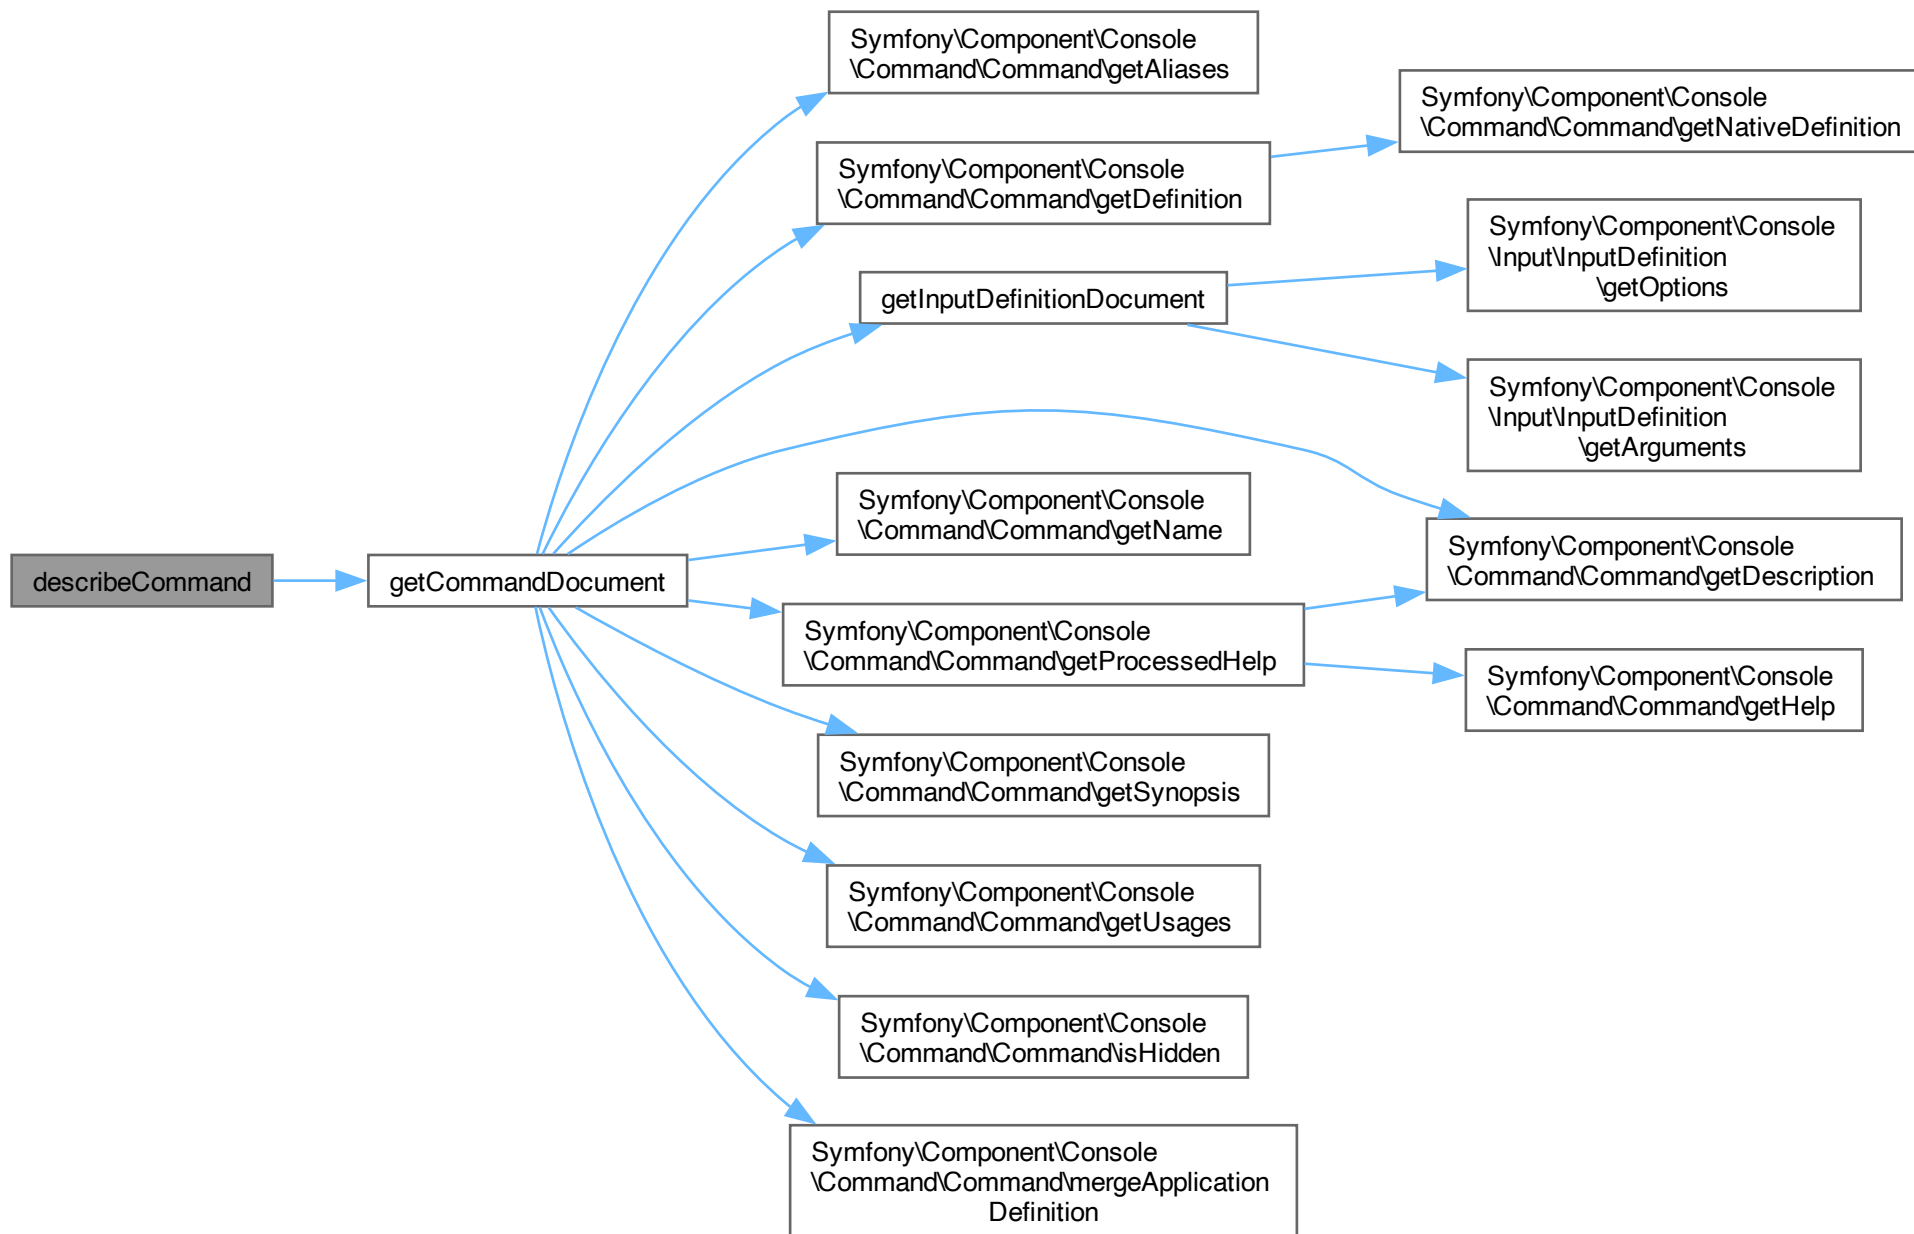 describeCommand
getCommandDocument
Symfony\Component\Console
\Command\Command\getAliases
Symfony\Component\Console
\Command\Command\getDefinition
getInputDefinitionDocument
Symfony\Component\Console
\Command\Command\getName
Symfony\Component\Console
\Command\Command\getProcessedHelp
Symfony\Component\Console
\Command\Command\getSynopsis
Symfony\Component\Console
\Command\Command\getUsages
Symfony\Component\Console
\Command\Command\isHidden
Symfony\Component\Console
\Command\Command\mergeApplication
Definition
Symfony\Component\Console
\Command\Command\getNativeDefinition
Symfony\Component\Console
\Input\InputDefinition
\getOptions
Symfony\Component\Console
\Input\InputDefinition
\getArguments
Symfony\Component\Console
\Command\Command\getDescription
Symfony\Component\Console
\Command\Command\getHelp